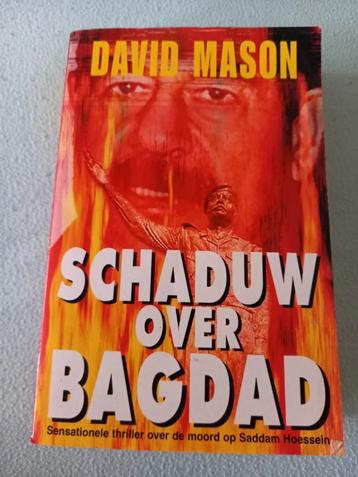 DAVID MASON
SCHADUW
OVER
BAGDAD
Sensationele thriller over de moord op Saddam Hoessein